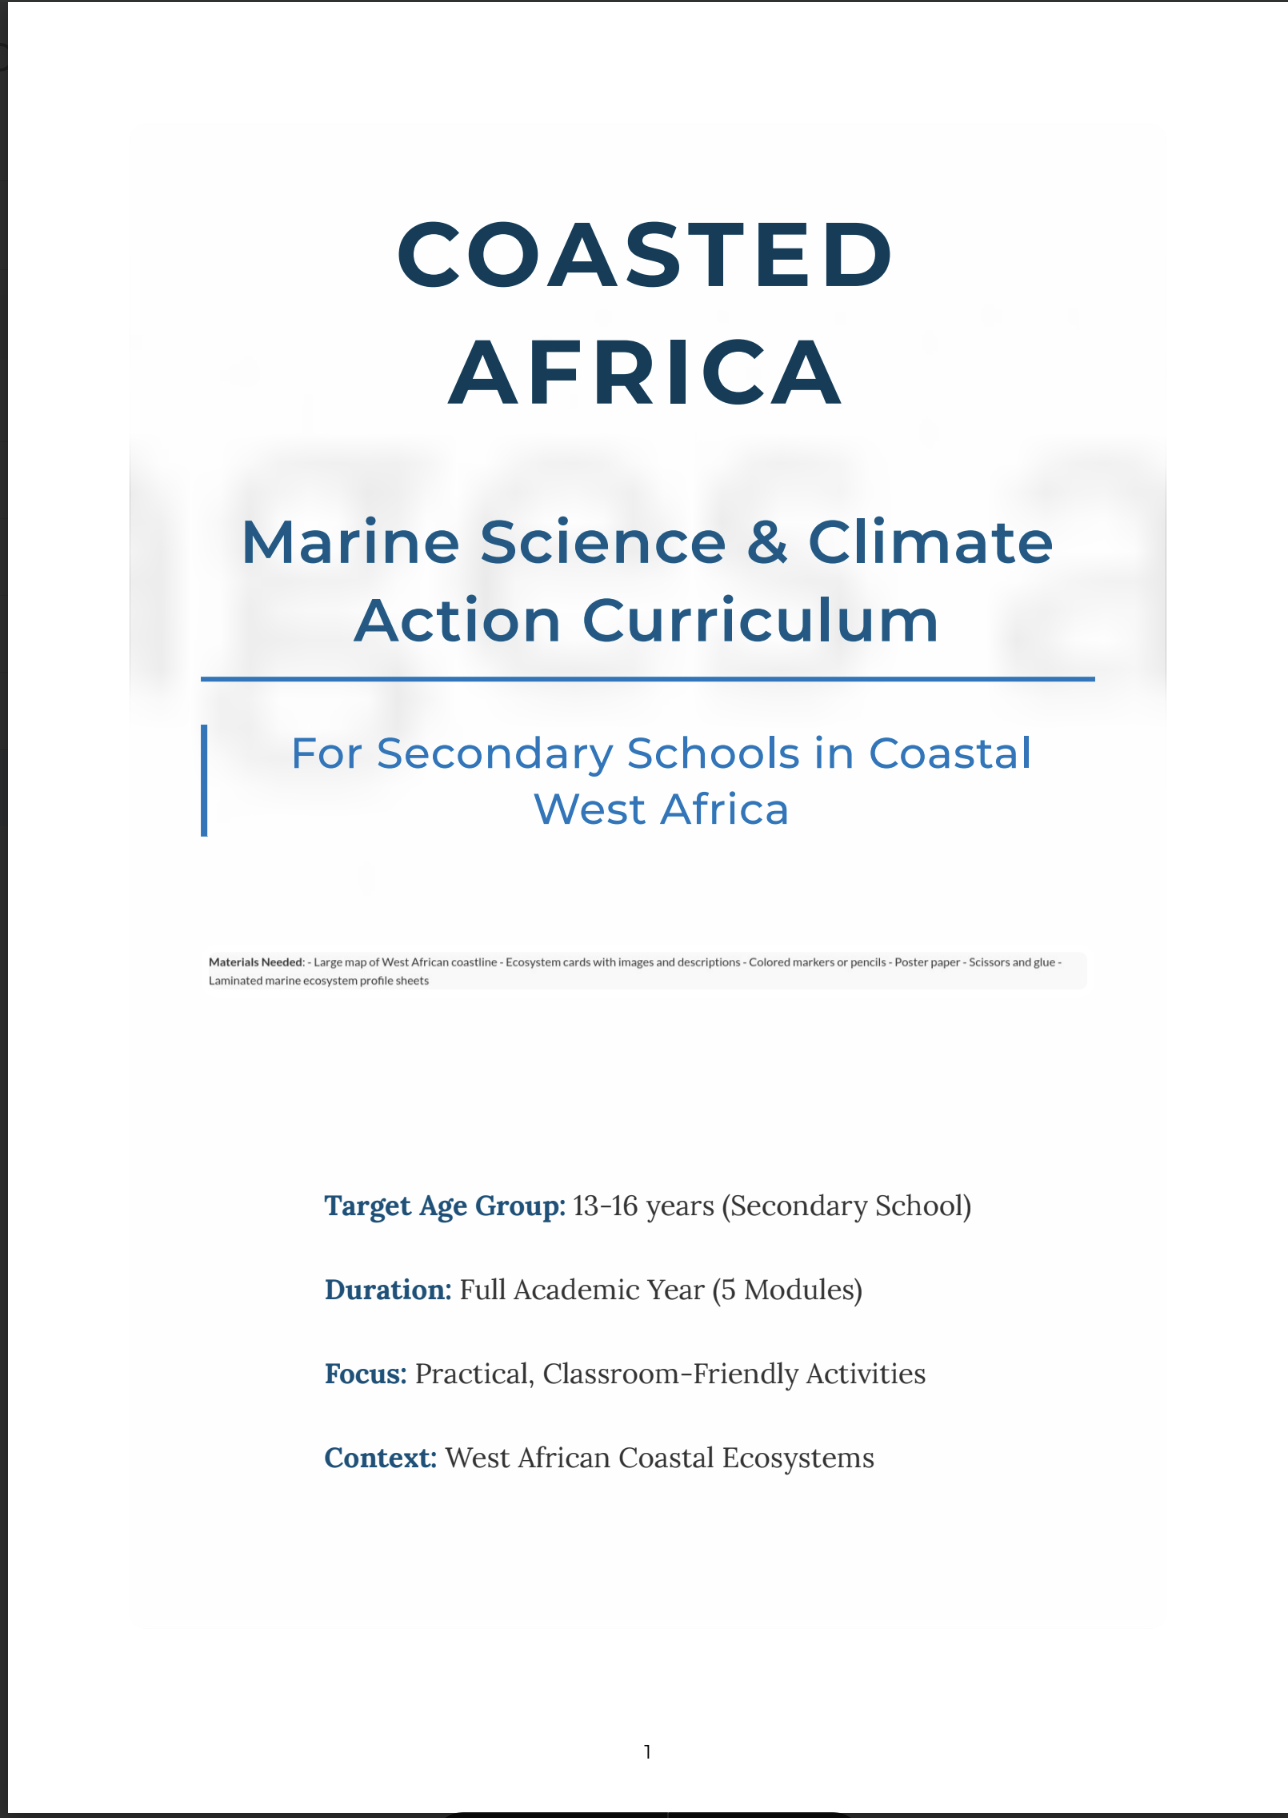 COASTED
AFRICA
Marine Science & Climate
Action Curriculum
For Secondary Schools in Coastal
West Africa
Materials Needed: - Large map of West African coastline - Ecosystem cards with images and descriptions - Colored markers or pencils - Poster paper - Scissors and glue -
Laminated marine ecosystem profile sheets
Target Age Group: 13-16 years (Secondary School)
Duration: Full Academic Year (5 Modules)
Focus: Practical, Classroom-Friendly Activities
Context: West African Coastal Ecosystems
1